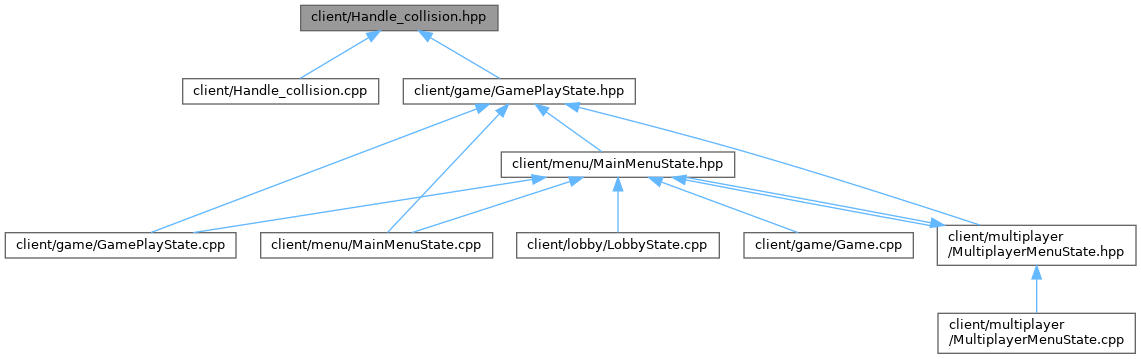 client/Handle_collision.hpp
client/Handle_collision.cpp
client/game/GamePlayState.hpp
client/menu/MainMenuState.hpp
client/game/GamePlayState.cpp
client/menu/MainMenuState.cpp
client/lobby/LobbyState.cpp
client/game/Game.cpp
client/multiplayer
/MultiplayerMenuState.hpp
client/multiplayer
/MultiplayerMenuState.cpp